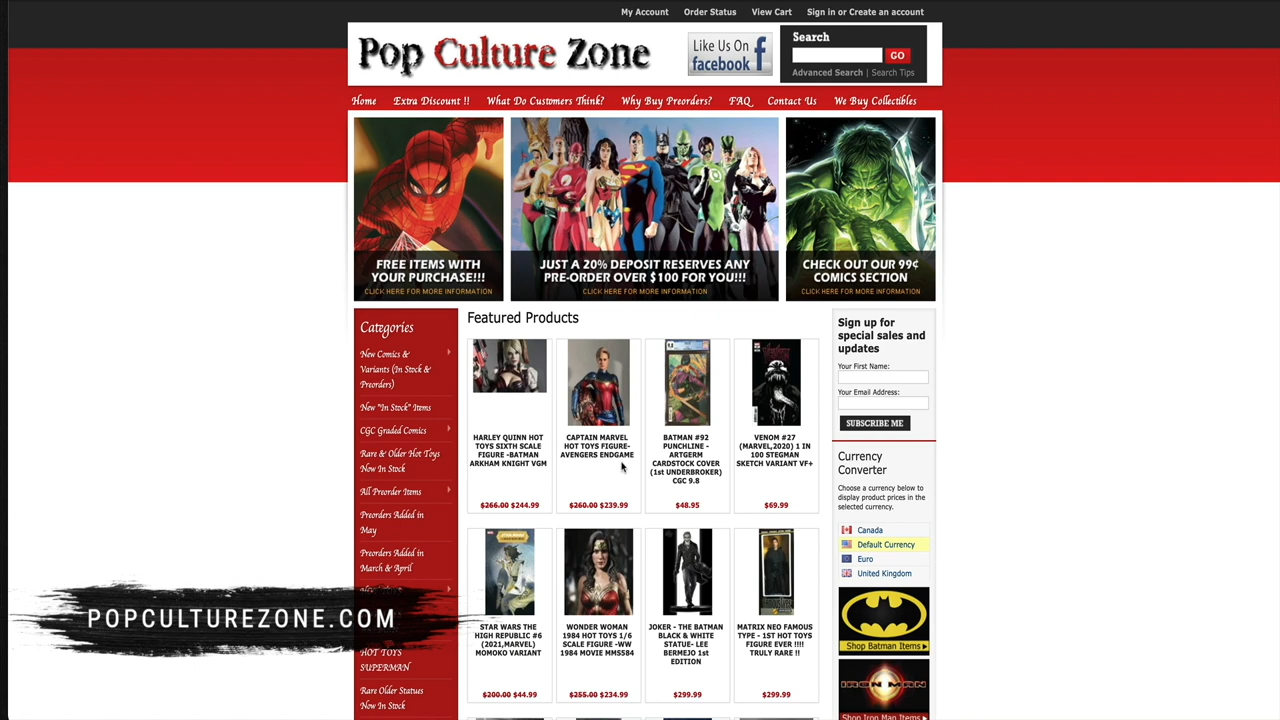 My Account Order Status View Cart Sign in or Create an account
Pop Culture Zone
Like Us On
facebook
Search
GO
Advanced Search | Search Tips
Home Extra Discount !! What Do Customers Think? Why Buy Preorders? FAQ Contact Us We Buy Collectibles
FREE ITEMS WITH
YOUR PURCHASE!!!
CLICK HERE FOR MORE INFORMATION
JUST A 20% DEPOSIT RESERVES ANY
PRE-ORDER OVER $100 FOR YOU!!!
CLICK HERE FOR MORE INFORMATION
CHECK OUT OUR 99¢
COMICS SECTION
CLICK HERE FOR MORE INFORMATION
Categories
New Comics &
Variants (In Stock &
Preorders)
New "In Stock" Items
CGC Graded Comics
Rare & Older Hot Toys
Now In Stock
All Preorder Items
Preorders Added in
May
Preorders Added in
March & April
POPCULTUREZONE.COM
HOT TOYS
SUPERMAN
Rare Older Statues
Now In Stock
Featured Products
HARLEY QUINN HOT
TOYS SIXTH SCALE
FIGURE -BATMAN
ARKHAM KNIGHT VGM
$266.00 $244.99
CAPTAIN MARVEL
HOT TOYS FIGURE-
AVENGERS ENDGAME
$260.00 $239.99
BATMAN #92
PUNCHLINE -
ARTGERM
CARDSTOCK COVER
(1st UNDERBROKER)
CGC 9.8
$48.95
VENOM #27
(MARVEL,2020) 1 IN
100 STEGMAN
SKETCH VARIANT VF+
$69.99
STAR WARS THE
HIGH REPUBLIC #6
(2021,MARVEL)
MOMOKO VARIANT
$200.00 $44.99
WONDER WOMAN
1984 HOT TOYS 1/6
SCALE FIGURE -WW
1984 MOVIE MMS584
$255.00 $234.99
JOKER - THE BATMAN
BLACK & WHITE
STATUE- LEE
BERMEJO 1st
EDITION
$299.99
MATRIX NEO FAMOUS
TYPE - 1ST HOT TOYS
FIGURE EVER !!!!
TRULY RARE !!
$299.99
Sign up for
special sales and
updates
Your First Name:
Your Email Address:
SUBSCRIBE ME
Currency
Converter
Choose a currency below to
display product prices in the
selected currency.
Canada
Default Currency
Euro
United Kingdom
Shop Batman Items
IRON MAN
Shop Iron Man Items